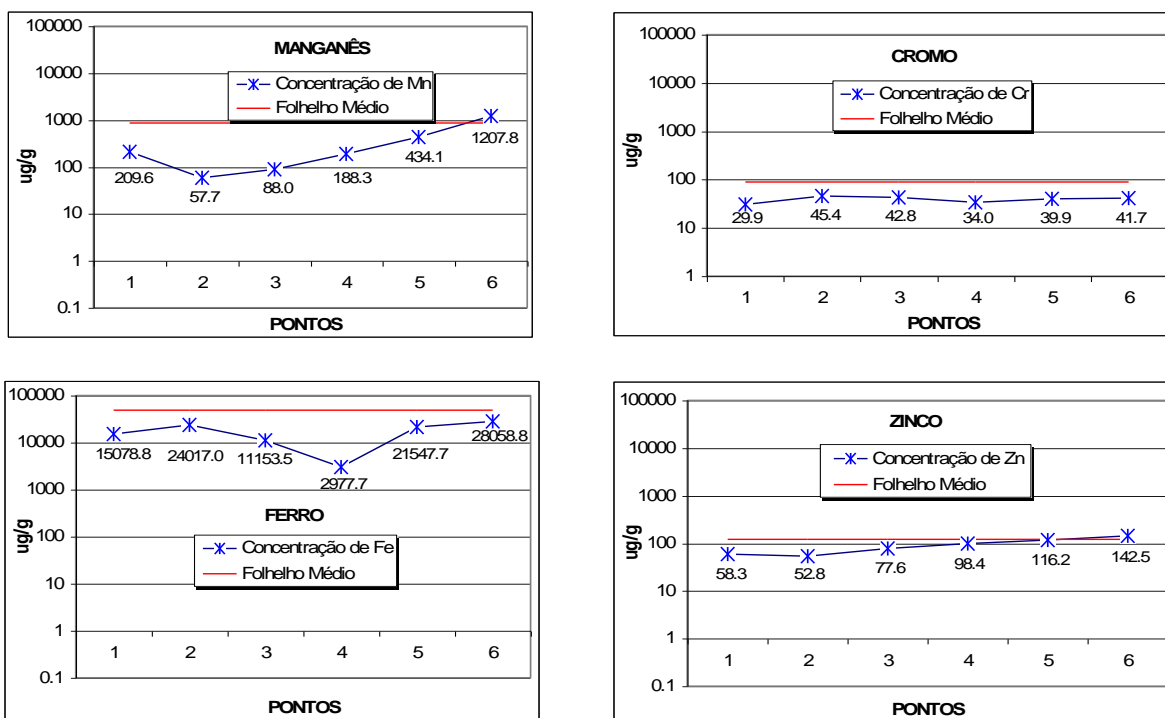 MANGANÊS
Concentração de Mn
Folhelho Médio
ug/g
100000
10000
1000
100
10
1
0.1
209.6
57.7
88.0
188.3
434.1
1207.8
1 2 3 4 5 6
PONTOS
CROMO
Concentração de Cr
Folhelho Médio
ug/g
100000
10000
1000
100
10
1
29.9
45.4
42.8
34.0
39.9
41.7
1 2 3 4 5 6
PONTOS
FERRO
Concentração de Fe
Folhelho Médio
ug/g
100000
10000
1000
100
10
1
0.1
15078.8
24017.0
11153.5
2977.7
21547.7
28058.8
1 2 3 4 5 6
PONTOS
ZINCO
Concentração de Zn
Folhelho Médio
ug/g
100000
10000
1000
100
10
1
0.1
58.3
52.8
77.6
98.4
116.2
142.5
1 2 3 4 5 6
PONTOS